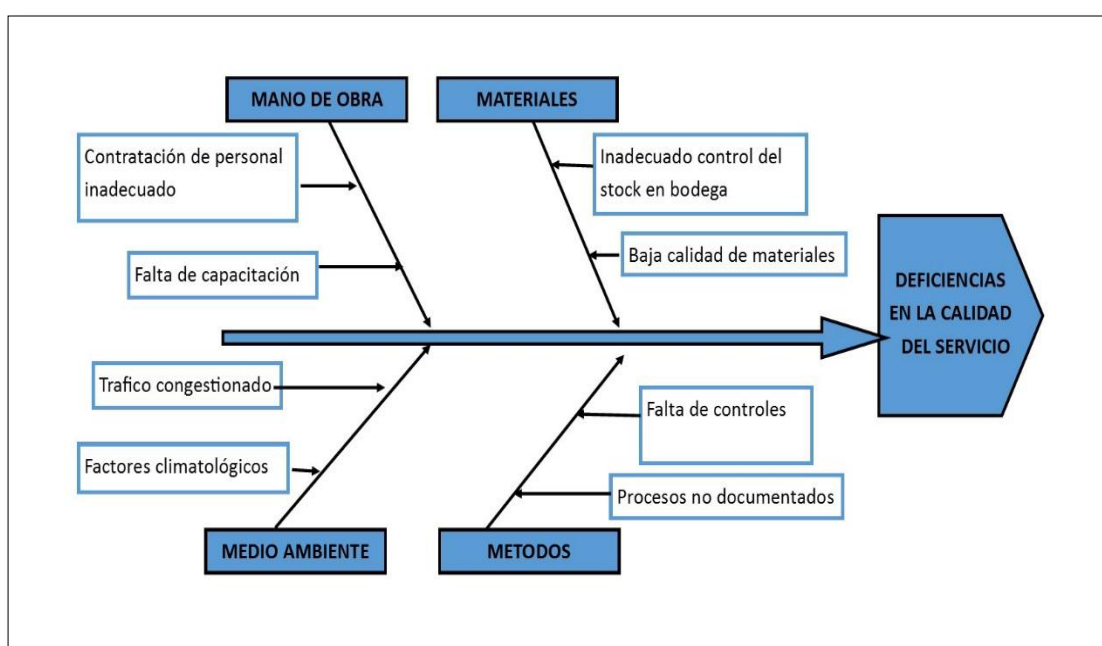 MANO DE OBRA
MATERIALES
Contratación de personal
inadecuado
Inadecuado control del
stock en bodega
Falta de capacitación
Baja calidad de materiales
DEFICIENCIAS
EN LA CALIDAD
DEL SERVICIO
Trafico congestionado
Falta de controles
Factores climatológicos
Procesos no documentados
MEDIO AMBIENTE
METODOS